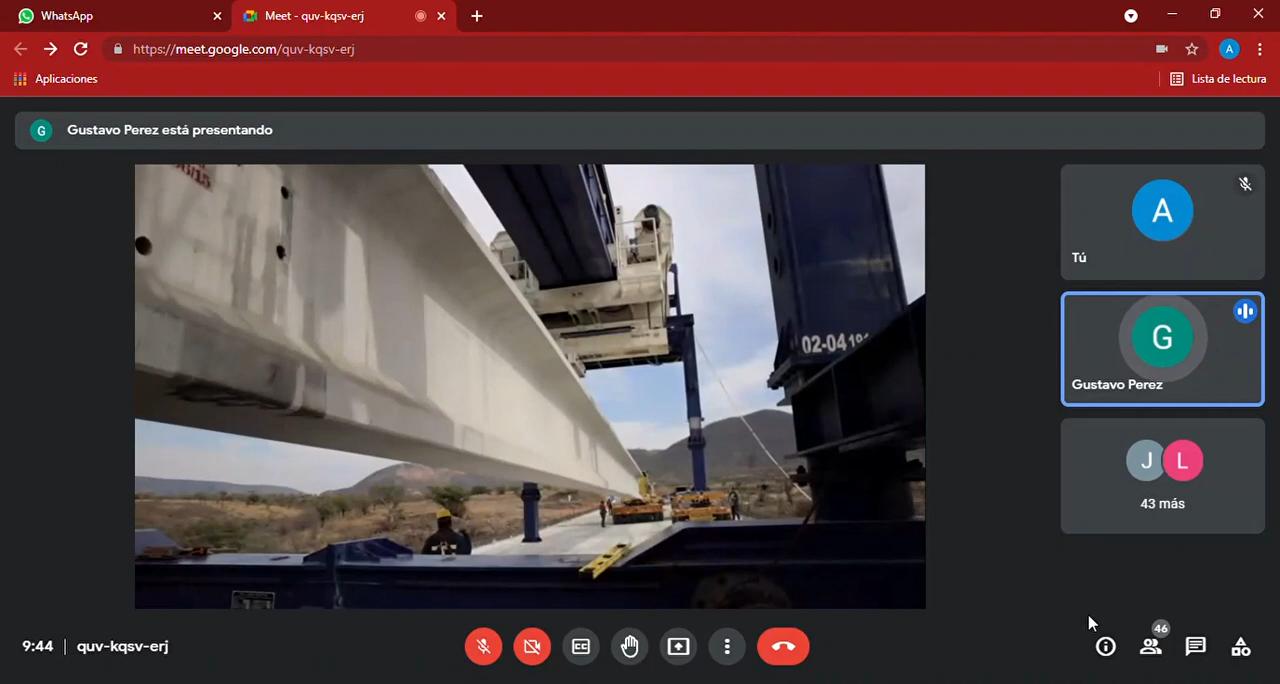 WhatsApp
Meet - quv-kqsv-erj
https://meet.google.com/quv-kqsv-erj
A
Aplicaciones
Lista de lectura
G
Gustavo Perez está presentando
A
Tú
02-04
G
Gustavo Perez
J L
43 más
9:44 | quv-kqsv-erj
CC
46